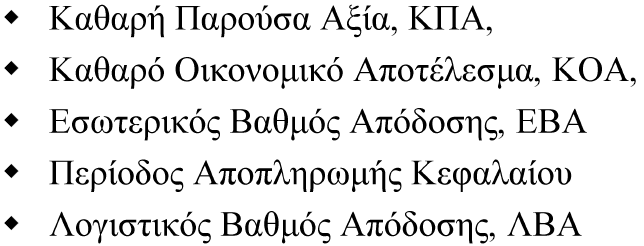 ◆ Καθαρή Παρούσα Αξία, ΚΠΑ,
◆ Καθαρό Οικονομικό Αποτέλεσμα, ΚΟΑ,
◆ Εσωτερικός Βαθμός Απόδοσης, ΕΒΑ
◆ Περίοδος Αποπληρωμής Κεφαλαίου
◆ Λογιστικός Βαθμός Απόδοσης, ΛΒΑ